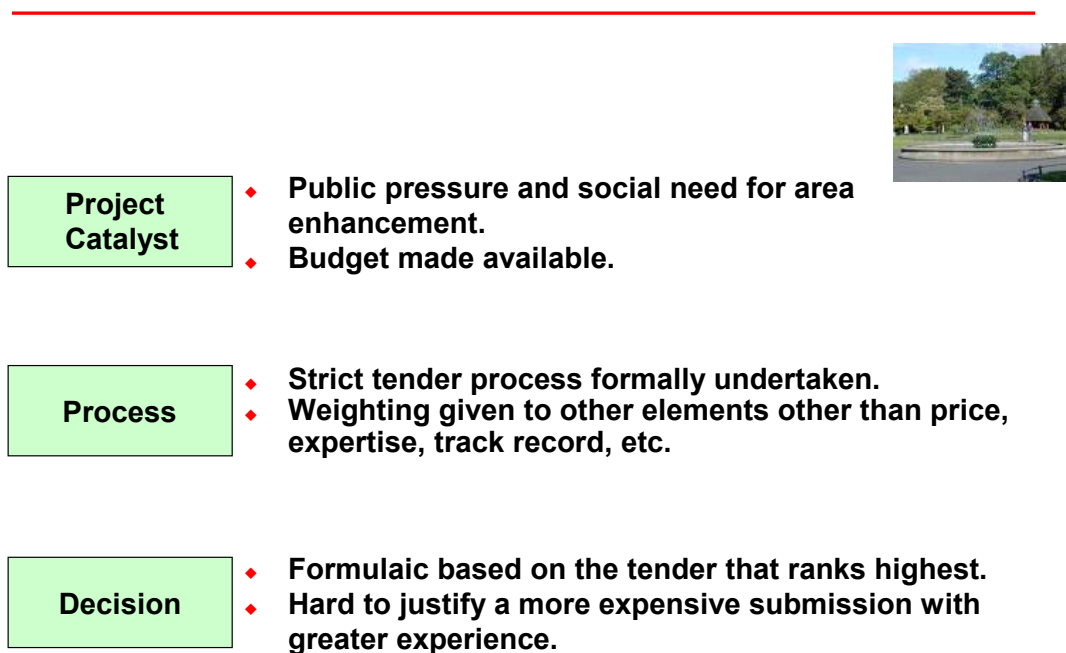 Project
Catalyst
Public pressure and social need for area
enhancement.
Budget made available.
Process
Strict tender process formally undertaken.
Weighting given to other elements other than price,
expertise, track record, etc.
Decision
Formulaic based on the tender that ranks highest.
Hard to justify a more expensive submission with
greater experience.